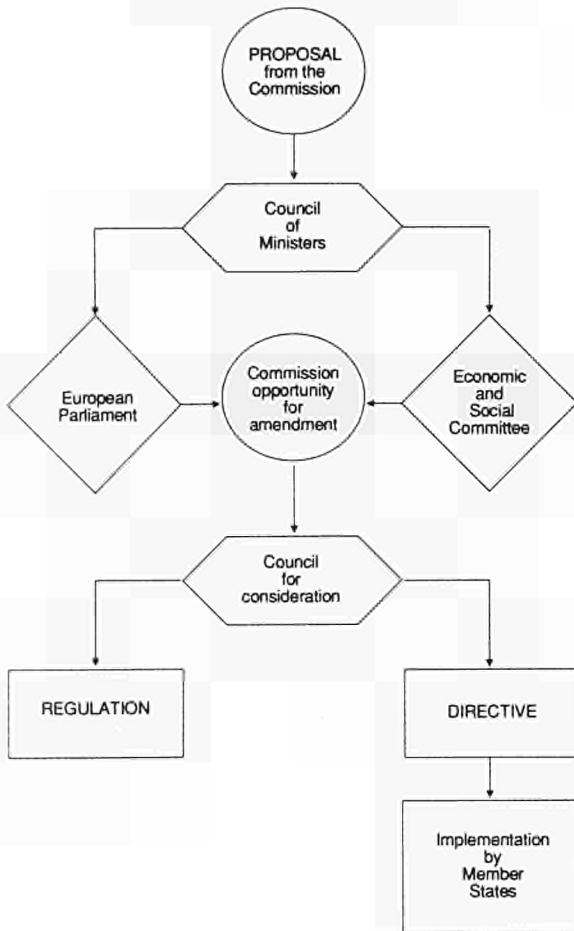 PROPOSAL
from the
Commission
Council
of
Ministers
European
Parliament
Commission
opportunity
for
amendment
Economic
and
Social
Committee
Council
for
consideration
REGULATION
DIRECTIVE
Implementation
by
Member
States